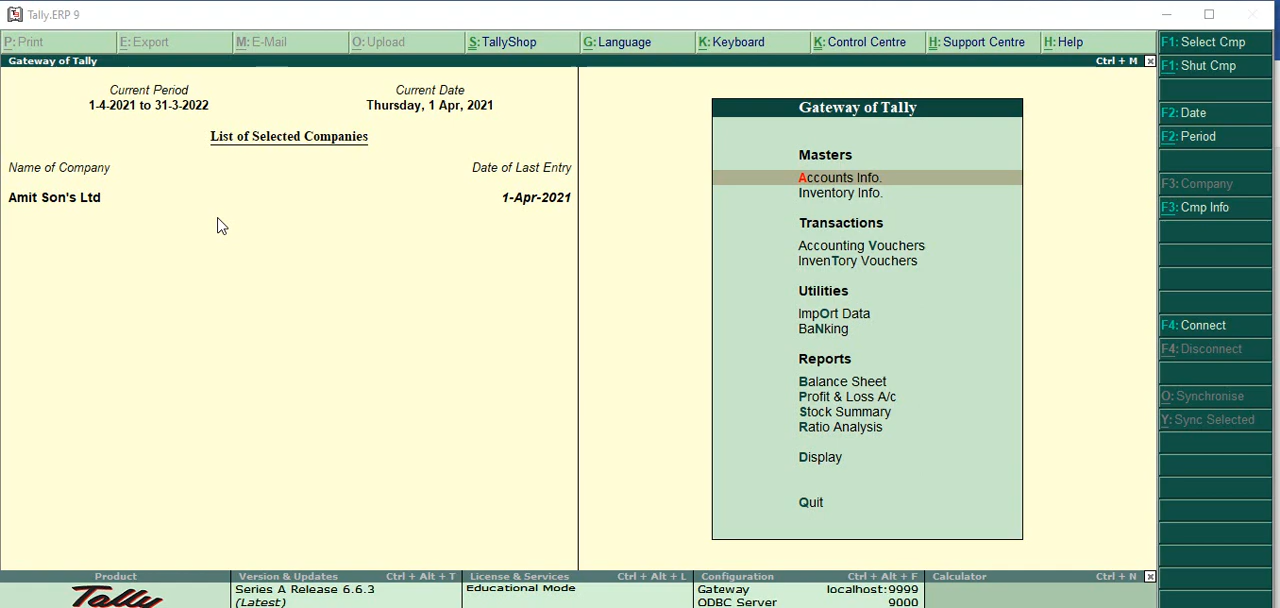 Tally.ERP 9
P: Print E: Export M: E-Mail O: Upload S: TallyShop G: Language K: Keyboard K: Control Centre H: Support Centre H: Help
Gateway of Tally Ctrl + M
Current Period Current Date
1-4-2021 to 31-3-2022 Thursday, 1 Apr, 2021
List of Selected Companies
Name of Company Date of Last Entry
Amit Son's Ltd 1-Apr-2021
Gateway of Tally
Masters
Accounts Info.
Inventory Info.
Transactions
Accounting Vouchers
InvenTory Vouchers
Utilities
ImpOrt Data
BaNking
Reports
Balance Sheet
Profit & Loss A/c
Stock Summary
Ratio Analysis
Display
Quit
F1: Select Cmp
F1: Shut Cmp
F2: Date
F2: Period
F3: Company
F3: Cmp Info
F4: Connect
F4: Disconnect
O: Synchronise
Y: Sync Selected
Product Version & Updates Ctrl + Alt + T License & Services Ctrl + Alt + L Configuration Ctrl + Alt + F Calculator Ctrl + N
Tally Series A Release 6.6.3 Educational Mode Gateway localhost:9999
(Latest) ODBC Server 9000